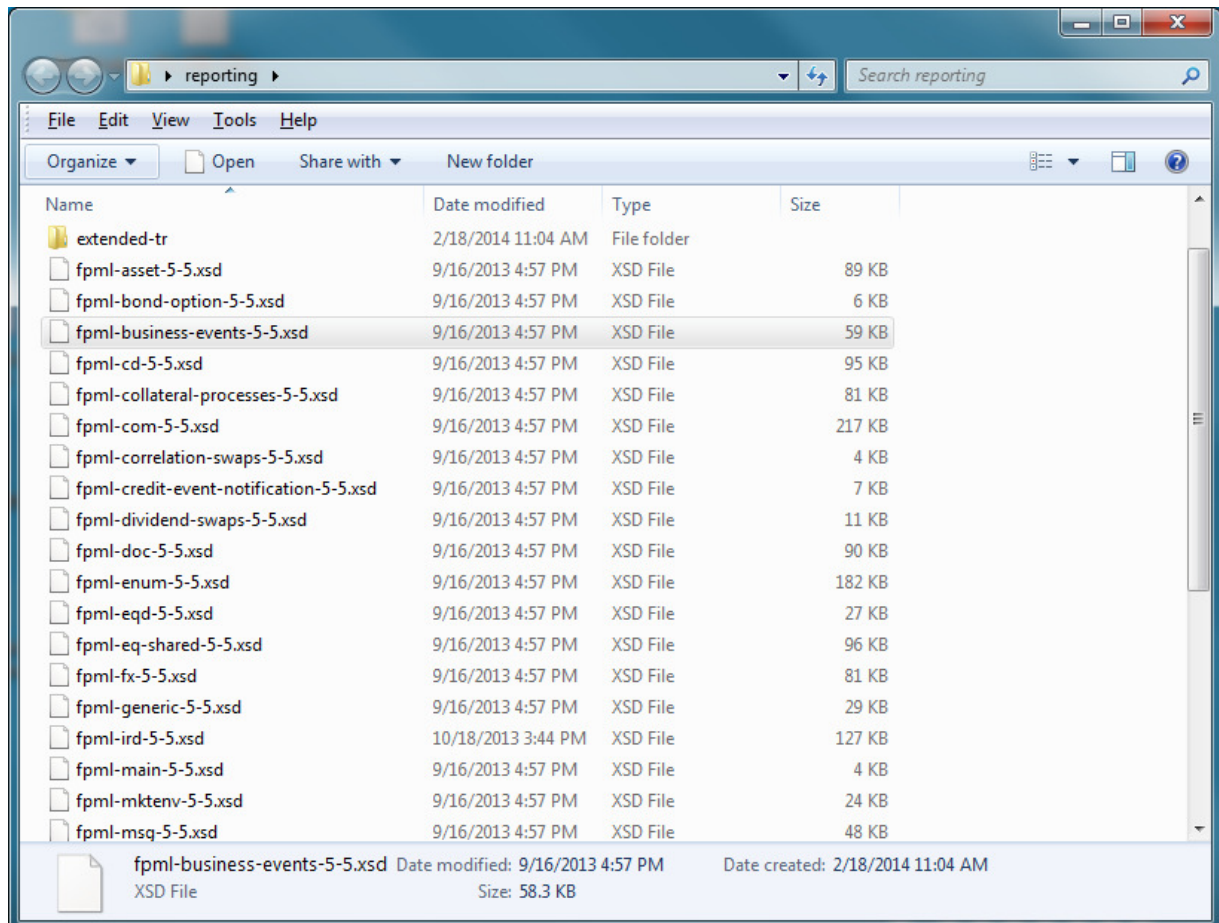 reporting
Search reporting
File Edit View Tools Help
Organize Open Share with New folder
Name Date modified Type Size
extended-tr 2/18/2014 11:04 AM File folder
fpml-asset-5-5.xsd 9/16/2013 4:57 PM XSD File 89 KB
fpml-bond-option-5-5.xsd 9/16/2013 4:57 PM XSD File 6 KB
fpml-business-events-5-5.xsd 9/16/2013 4:57 PM XSD File 59 KB
fpml-cd-5-5.xsd 9/16/2013 4:57 PM XSD File 95 KB
fpml-collateral-processes-5-5.xsd 9/16/2013 4:57 PM XSD File 81 KB
fpml-com-5-5.xsd 9/16/2013 4:57 PM XSD File 217 KB
fpml-correlation-swaps-5-5.xsd 9/16/2013 4:57 PM XSD File 4 KB
fpml-credit-event-notification-5-5.xsd 9/16/2013 4:57 PM XSD File 7 KB
fpml-dividend-swaps-5-5.xsd 9/16/2013 4:57 PM XSD File 11 KB
fpml-doc-5-5.xsd 9/16/2013 4:57 PM XSD File 90 KB
fpml-enum-5-5.xsd 9/16/2013 4:57 PM XSD File 182 KB
fpml-eqd-5-5.xsd 9/16/2013 4:57 PM XSD File 27 KB
fpml-eq-shared-5-5.xsd 9/16/2013 4:57 PM XSD File 96 KB
fpml-fx-5-5.xsd 9/16/2013 4:57 PM XSD File 81 KB
fpml-generic-5-5.xsd 9/16/2013 4:57 PM XSD File 29 KB
fpml-ird-5-5.xsd 10/18/2013 3:44 PM XSD File 127 KB
fpml-main-5-5.xsd 9/16/2013 4:57 PM XSD File 4 KB
fpml-mktenv-5-5.xsd 9/16/2013 4:57 PM XSD File 24 KB
fpml-msg-5-5.xsd 9/16/2013 4:57 PM XSD File 48 KB
fpml-business-events-5-5.xsd Date modified: 9/16/2013 4:57 PM Date created: 2/18/2014 11:04 AM
XSD File Size: 58.3 KB